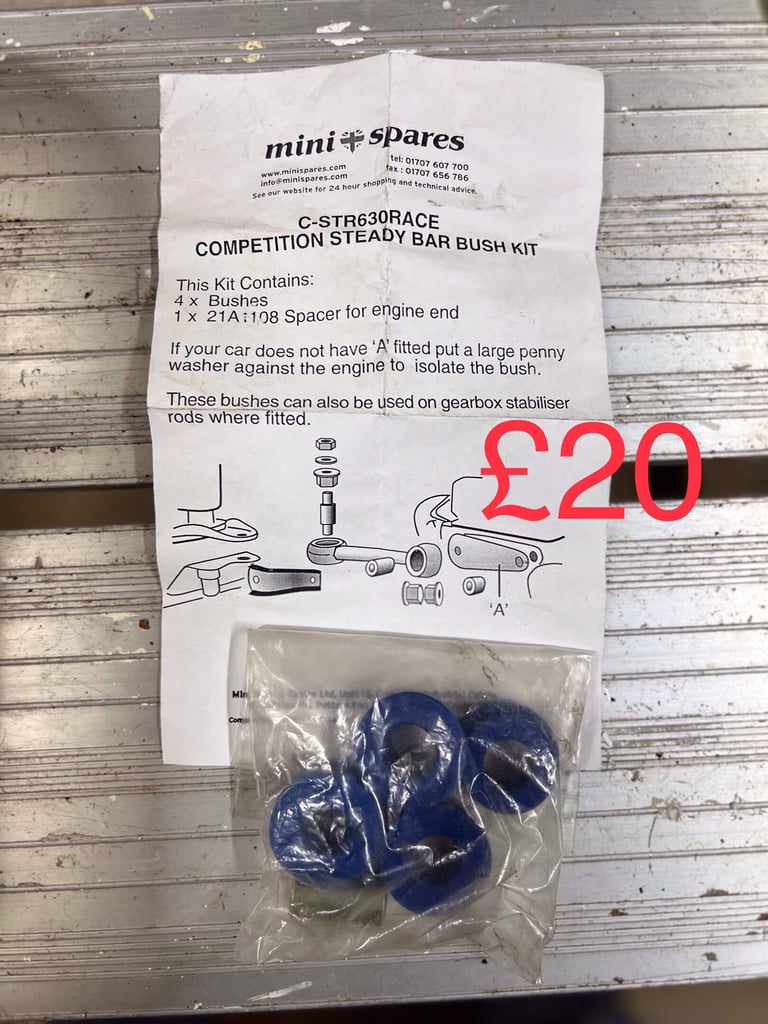 mini spares
www.minispares.com
tel: 01707 607 700
info@minispares.com
fax : 01707 656 786
See our website for 24 hour shopping and technical advice.
C-STR630RACE
COMPETITION STEADY BAR BUSH KIT
This Kit Contains:
4 x Bushes
1 x 21A1108 Spacer for engine end
If your car does not have 'A' fitted put a large penny
washer against the engine to isolate the bush.
These bushes can also be used on gearbox stabiliser
rods where fitted.
£20
'A'
Ltd, Unit